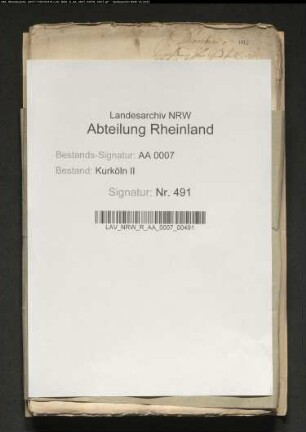 Landesarchiv NRW
Abteilung Rheinland
Bestands-Signatur: AA 0007
Bestand: Kurköln II
Signatur: Nr. 491
LAV_NRW_R_AA_0007_00491